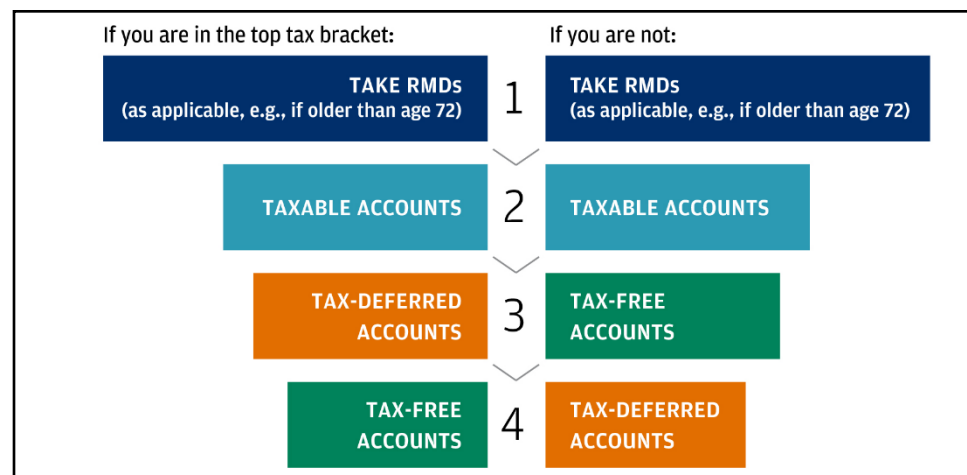 If you are in the top tax bracket:
If you are not:
TAKE RMDs
(as applicable, e.g., if older than age 72)
1
TAKE RMDs
(as applicable, e.g., if older than age 72)
TAXABLE ACCOUNTS
2
TAXABLE ACCOUNTS
TAX-DEFERRED
ACCOUNTS
3
TAX-FREE
ACCOUNTS
TAX-FREE
ACCOUNTS
4
TAX-DEFERRED
ACCOUNTS